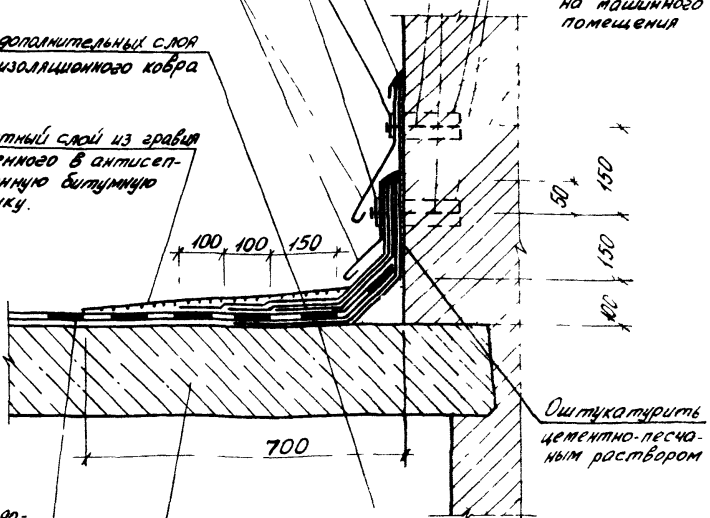 на машинного
помещения
дополнительных слоя
изоляционного ковра
тный слой из гравия
енного в антисеп-
нную битумную
ку.
100 100 150
50
150
150
100
700
Оштукатурить
цементно-песча-
ным раствором